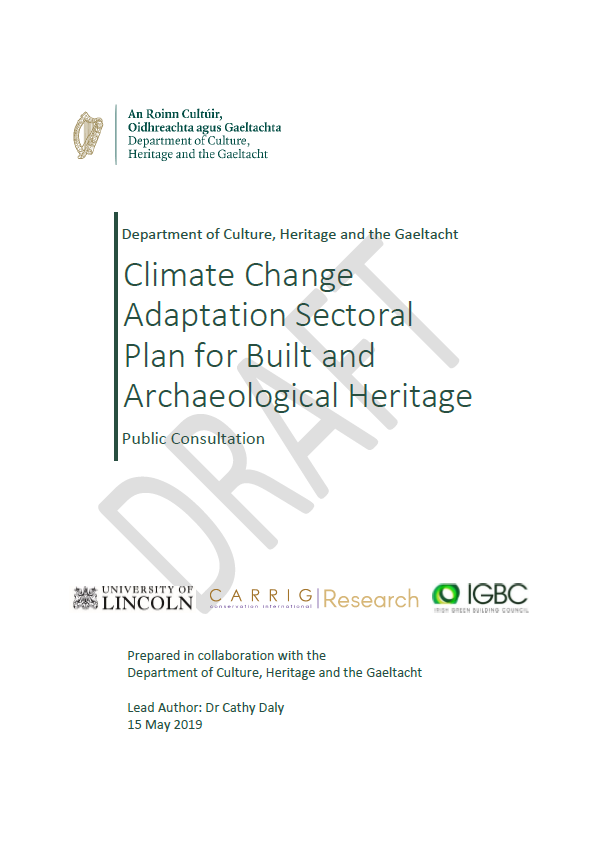 An Roinn Cultúir,
Oidhreachta agus Gaeltachta
Department of Culture,
Heritage and the Gaeltacht
Department of Culture, Heritage and the Gaeltacht
Climate Change
Adaptation Sectoral
Plan for Built and
Archaeological Heritage
Public Consultation
DRAFT
UNIVERSITY OF
LINCOLN
CARRIG
conservation international
Research
IGBC
IRISH GREEN BUILDING COUNCIL
Prepared in collaboration with the
Department of Culture, Heritage and the Gaeltacht
Lead Author: Dr Cathy Daly
15 May 2019